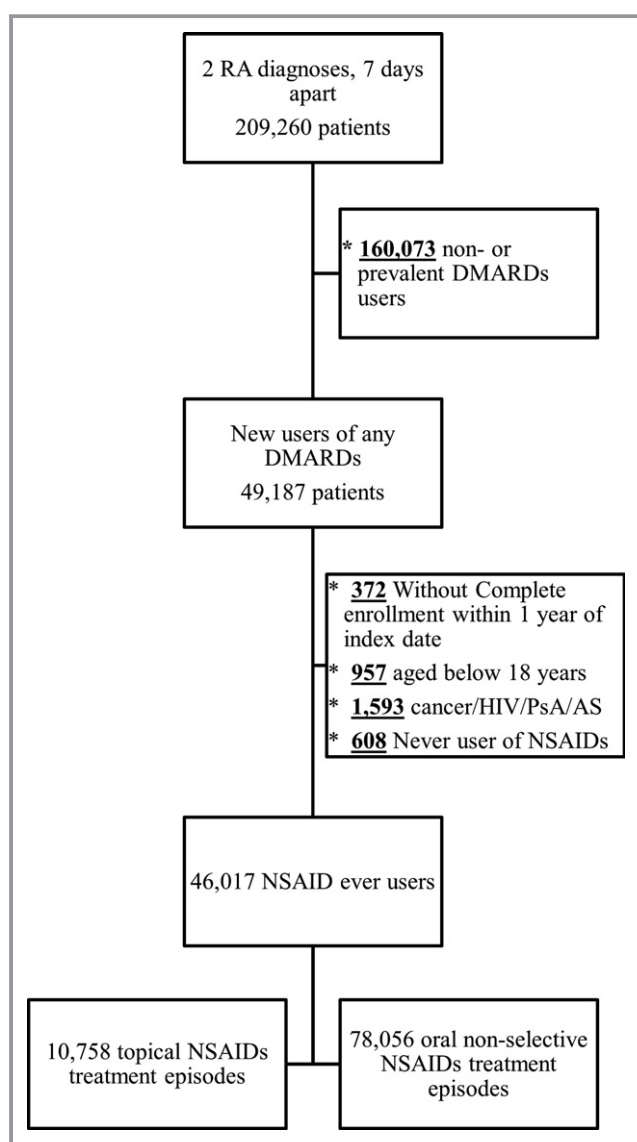 2 RA diagnoses, 7 days
apart
209,260 patients
* 160,073 non- or
prevalent DMARDs
users
New users of any
DMARDs
49,187 patients
* 372 Without Complete
enrollment within 1 year of
index date
* 957 aged below 18 years
* 1,593 cancer/HIV/PsA/AS
* 608 Never user of NSAIDs
46,017 NSAID ever users
10,758 topical NSAIDs
treatment episodes
78,056 oral non-selective
NSAIDs treatment
episodes